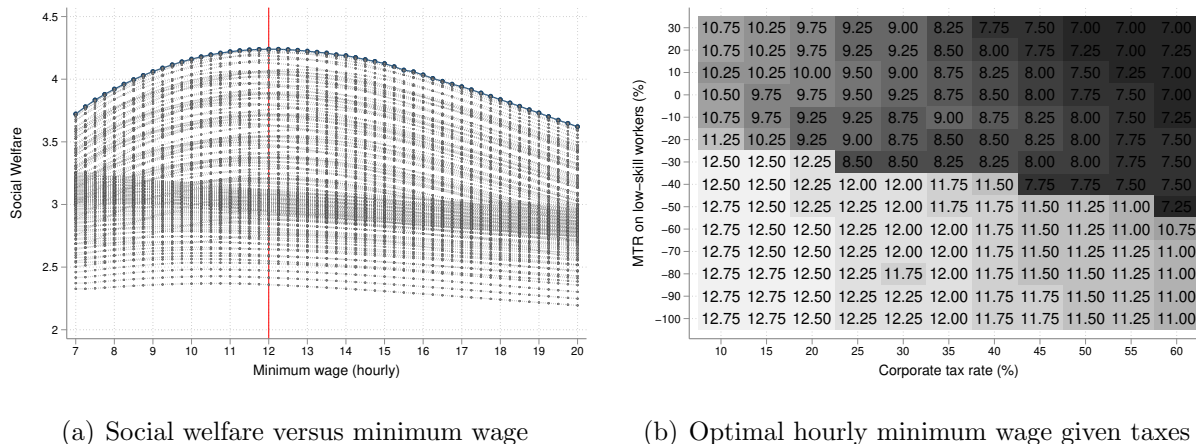 4.5
4
3.5
3
2.5
2
Social Welfare
7 8 9 10 11 12 13 14 15 16 17 18 19 20
Minimum wage (hourly)
(a) Social welfare versus minimum wage
MTR on low−skill workers (%)
30 10.75 10.25 9.75 9.25 9.00 8.25 7.75 7.50 7.00 7.00 7.00
20 10.75 10.25 9.75 9.25 9.00 8.50 8.00 7.75 7.25 7.00 7.00
10 10.25 10.25 10.00 9.50 9.00 8.75 8.25 8.00 7.50 7.25 7.00
0 10.50 9.75 9.75 9.50 9.25 8.75 8.50 8.00 7.75 7.50 7.00
−10 10.75 9.75 9.25 9.25 8.75 9.00 8.75 8.25 8.00 7.50 7.25
−20 11.25 10.25 9.25 9.00 8.75 8.50 8.50 8.25 8.00 7.75 7.50
−30 12.50 12.50 12.25 8.50 8.50 8.25 8.25 8.00 8.00 7.75 7.50
−40 12.50 12.50 12.25 12.00 12.00 11.75 11.50 7.75 7.75 7.50 7.50
−50 12.75 12.50 12.25 12.25 12.00 11.75 11.75 11.50 11.25 11.00 7.25
−60 12.75 12.50 12.50 12.25 12.00 12.00 11.75 11.50 11.25 11.00 10.75
−70 12.75 12.75 12.50 12.25 12.00 12.00 11.75 11.75 11.50 11.25 11.00
−80 12.75 12.75 12.50 12.25 11.75 12.00 11.75 11.50 11.50 11.25 11.00
−90 12.75 12.75 12.50 12.25 12.25 12.00 11.75 11.75 11.50 11.25 11.00
−100 12.75 12.75 12.50 12.25 12.25 12.00 11.75 11.75 11.50 11.25 11.00
10 15 20 25 30 35 40 45 50 55 60
Corporate tax rate (%)
(b) Optimal hourly minimum wage given taxes